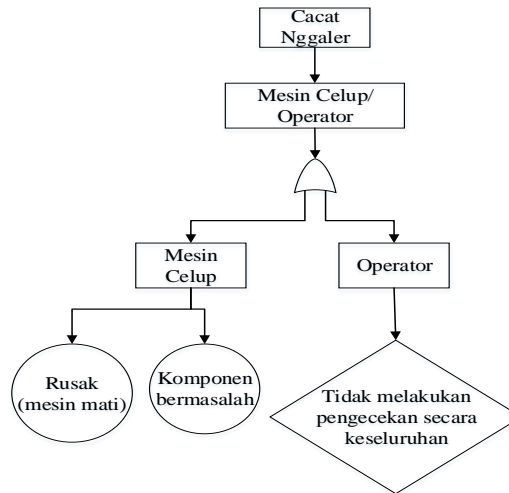 Cacat
Nggaler
Mesin Celup/
Operator
Mesin
Celup
Operator
Rusak
(mesin mati)
Komponen
bermasalah
Tidak melakukan
pengecekan secara
keseluruhan